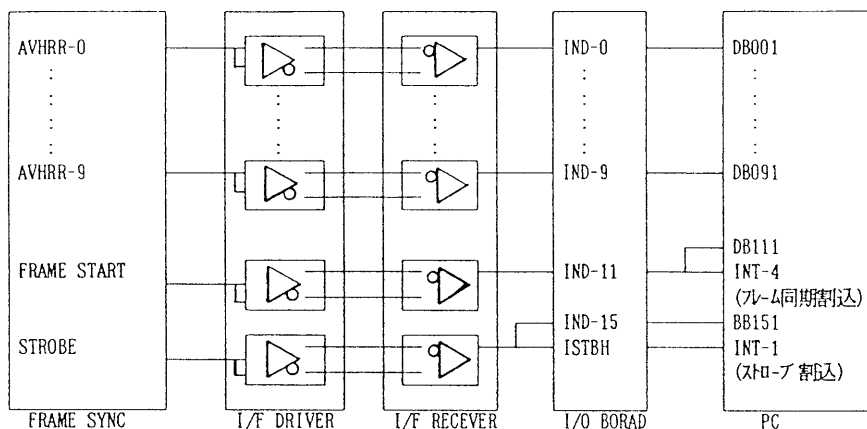 AVHRR-0 IND-0 DB001
AVHRR-9 IND-9 DB091
DB111
FRAME START IND-11 INT-4
(フレーム同期割込)
IND-15 BB151
STROBE ISTBH INT-1
(ストローブ割込)
FRAME SYNC I/F DRIVER I/F RECEVER I/O BORAD PC